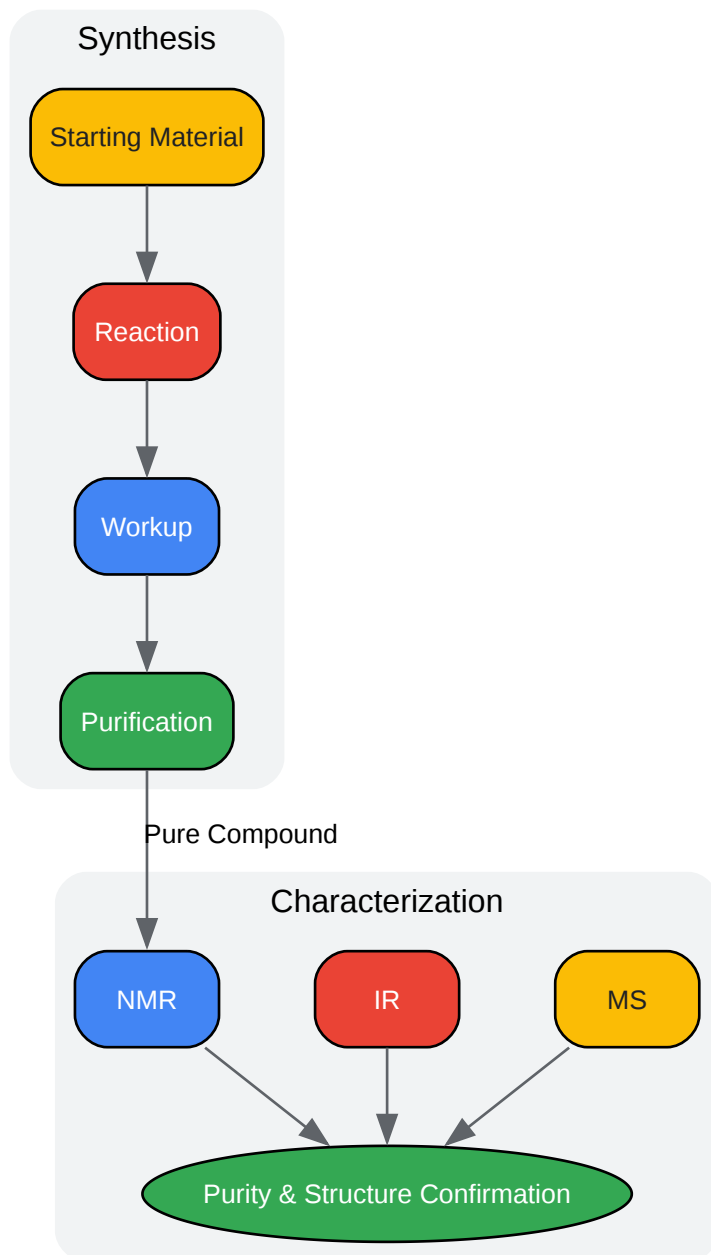 Synthesis
Starting Material
Reaction
Workup
Purification
Pure Compound
Characterization
NMR
IR
MS
Purity & Structure Confirmation